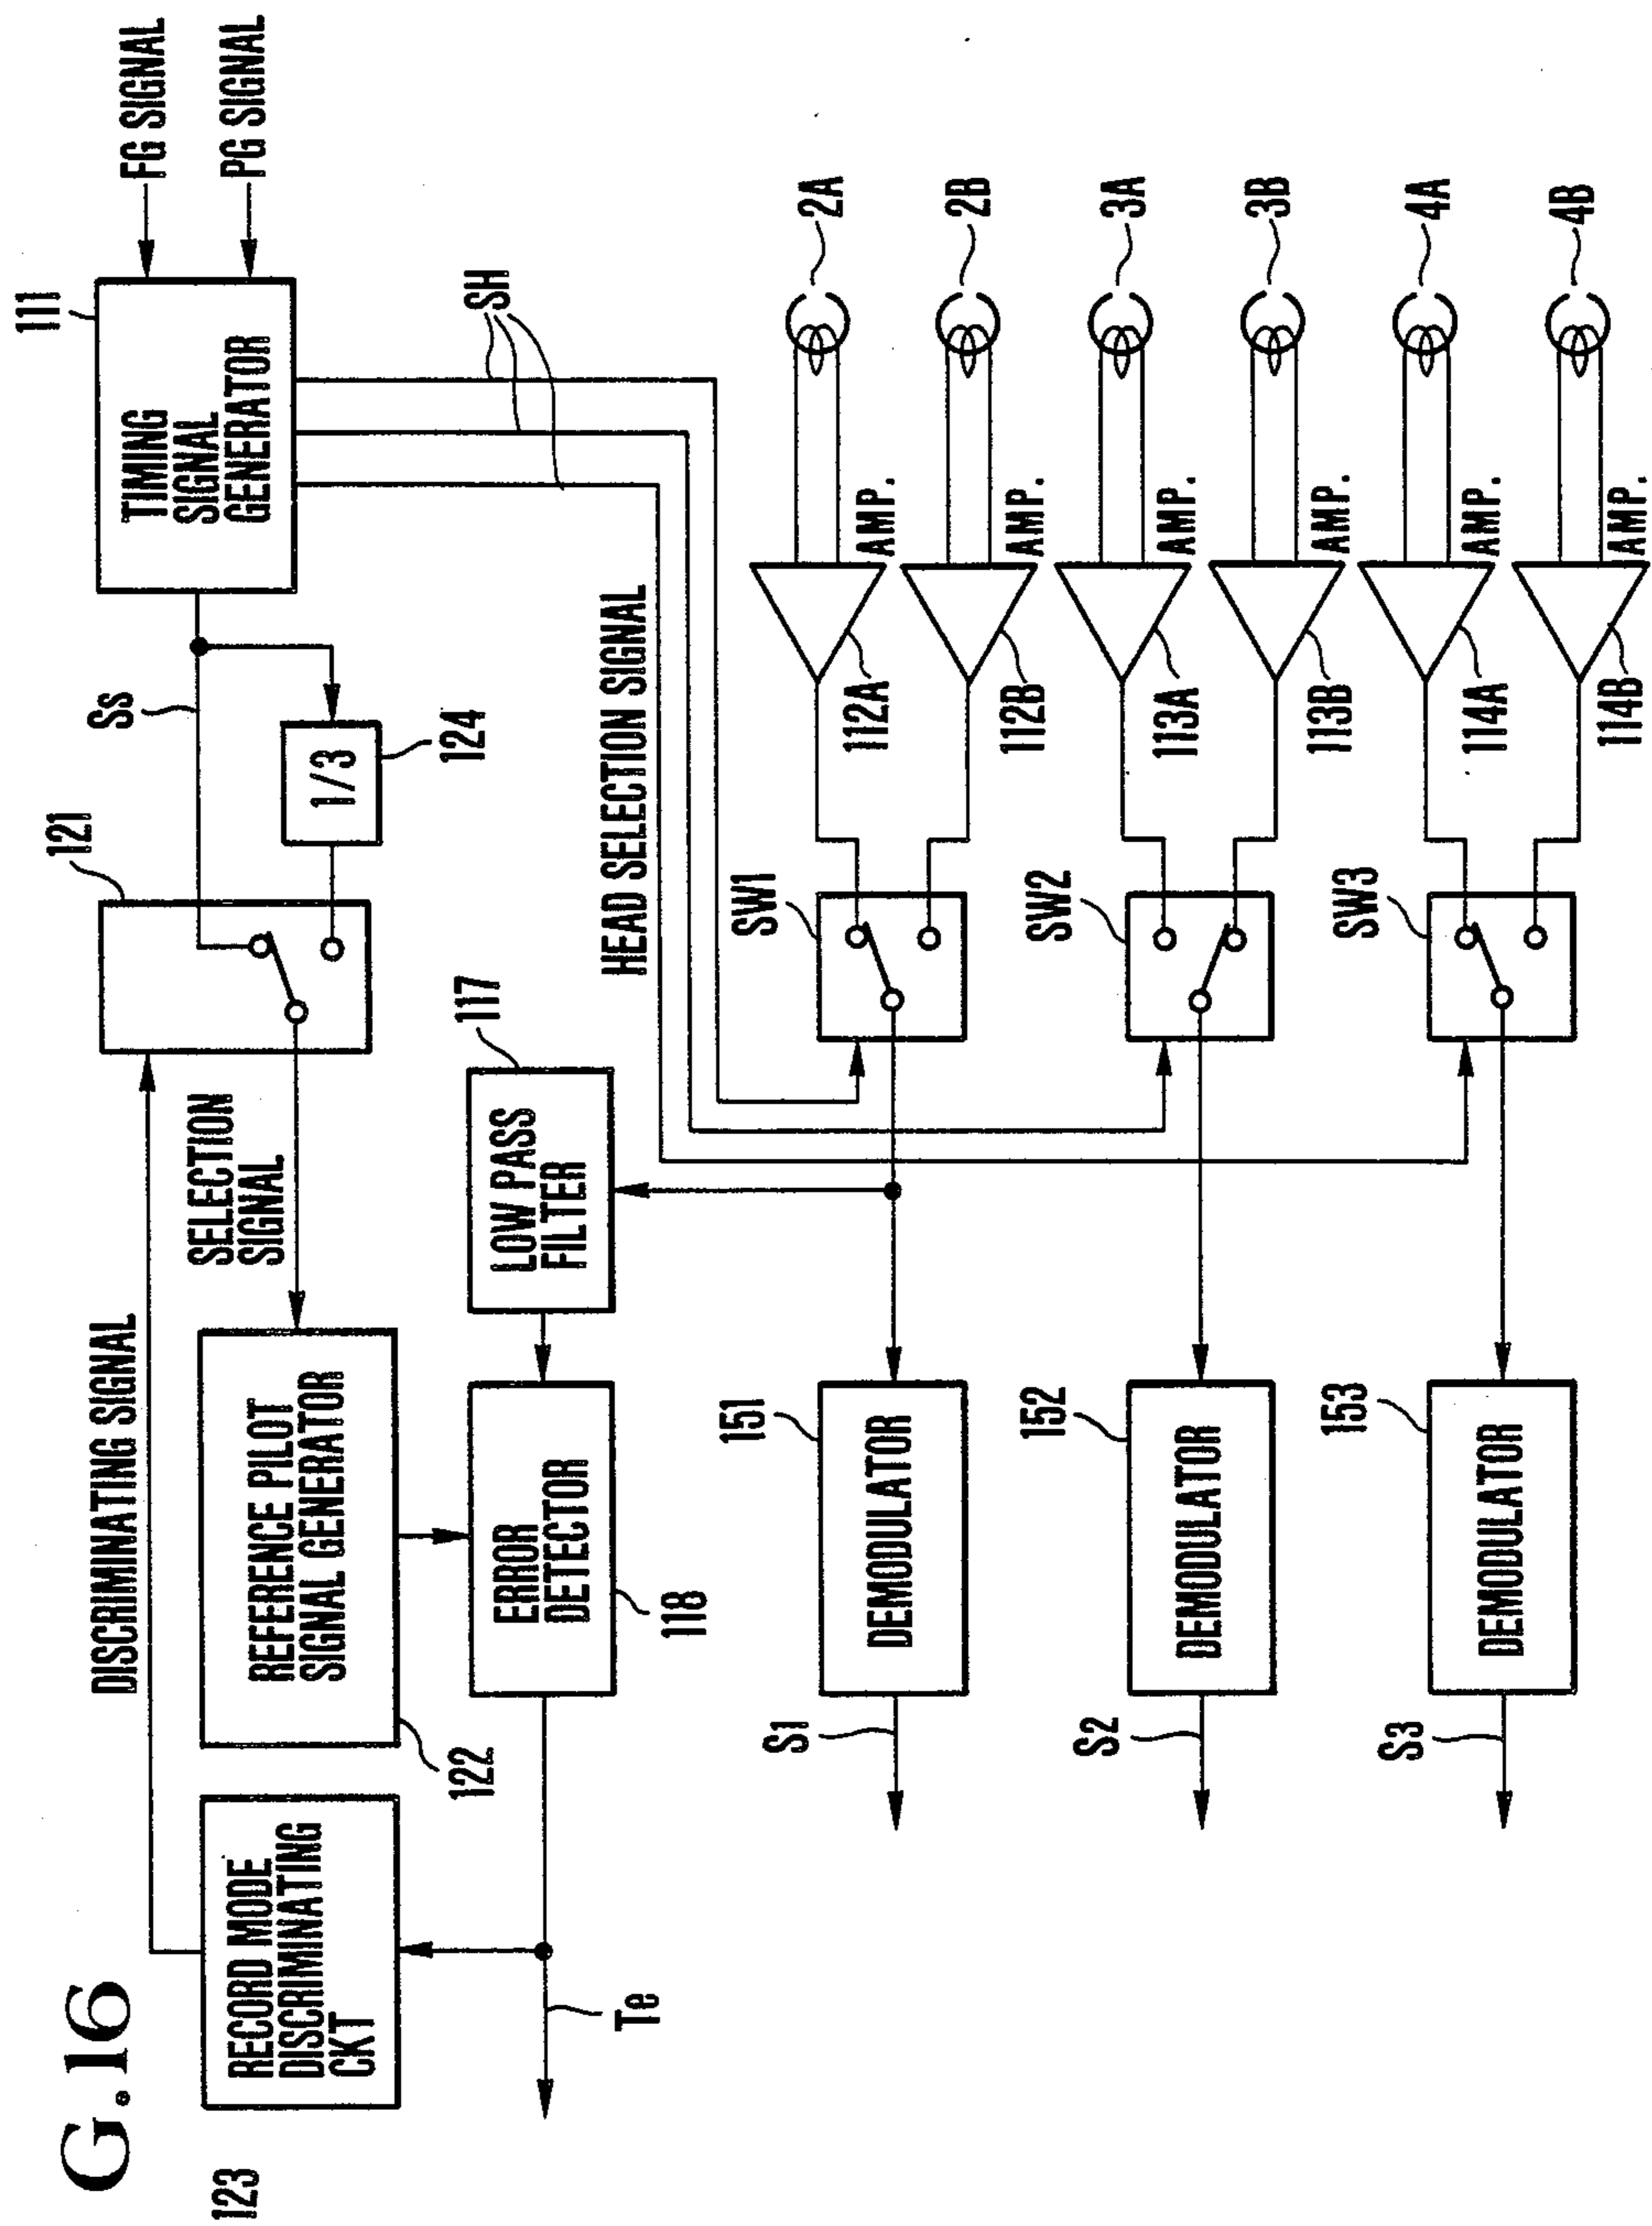 G.16
123
RECORD MODE
DISCRIMINATING
CKT
DISCRIMINATING SIGNAL
122
REFERENCE PILOT
SIGNAL GENERATOR
SELECTION
SIGNAL
121
Ss
124
1/3
111
TIMING
SIGNAL
GENERATOR
FG SIGNAL
PG SIGNAL
SH
HEAD SELECTION SIGNAL
Te
118
ERROR
DETECTOR
117
LOW PASS
FILTER
S1
151
DEMODULATOR
SW1
112A
AMP.
2A
112B
AMP.
2B
S2
152
DEMODULATOR
SW2
113A
AMP.
3A
113B
AMP.
3B
S3
153
DEMODULATOR
SW3
114A
AMP.
4A
114B
AMP.
4B